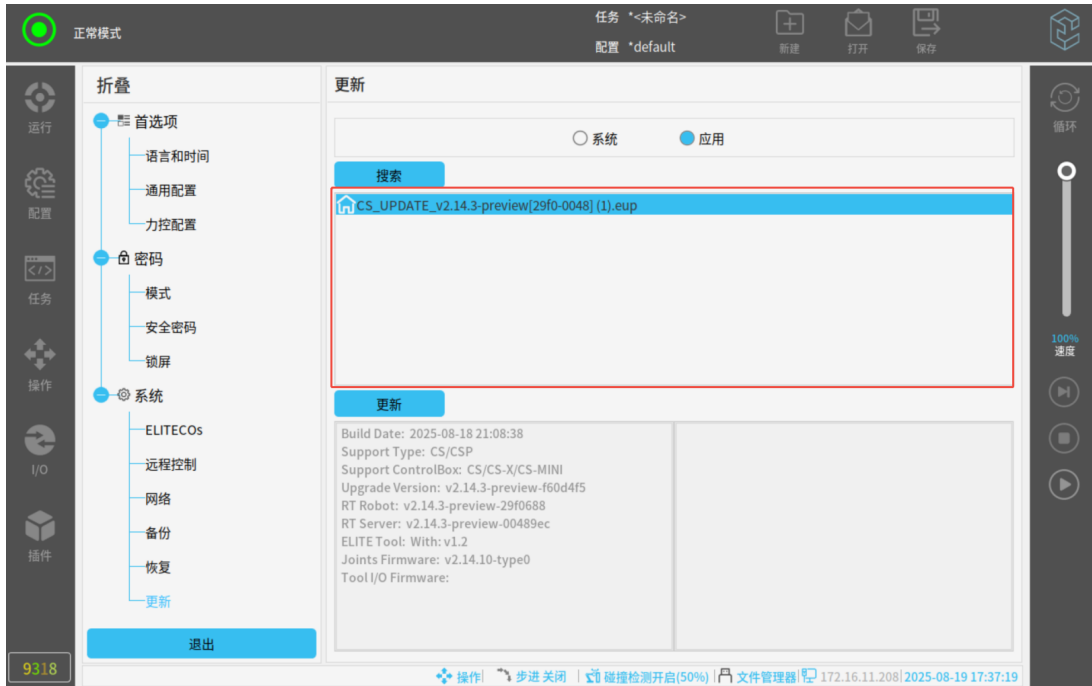 正常模式
任务 *<未命名>
配置 *default
新建
打开
保存
运行
配置
任务
操作
I/O
插件
9318
折叠
首选项
语言和时间
通用配置
力控配置
密码
模式
安全密码
锁屏
系统
ELITECOs
远程控制
网络
备份
恢复
更新
退出
更新
系统
应用
搜索
CS_UPDATE_v2.14.3-preview[29f0-0048] (1).eup
更新
Build Date: 2025-08-18 21:08:38
Support Type: CS/CSP
Support ControlBox: CS/CS-X/CS-MINI
Upgrade Version: v2.14.3-preview-f60d4f5
RT Robot: v2.14.3-preview-29f0688
RT Server: v2.14.3-preview-00489ec
ELITE Tool: With: v1.2
Joints Firmware: v2.14.10-type0
Tool I/O Firmware:
循环
100%
速度
操作 步进 关闭 碰撞检测开启(50%) 文件管理器 172.16.11.208 2025-08-19 17:37:19